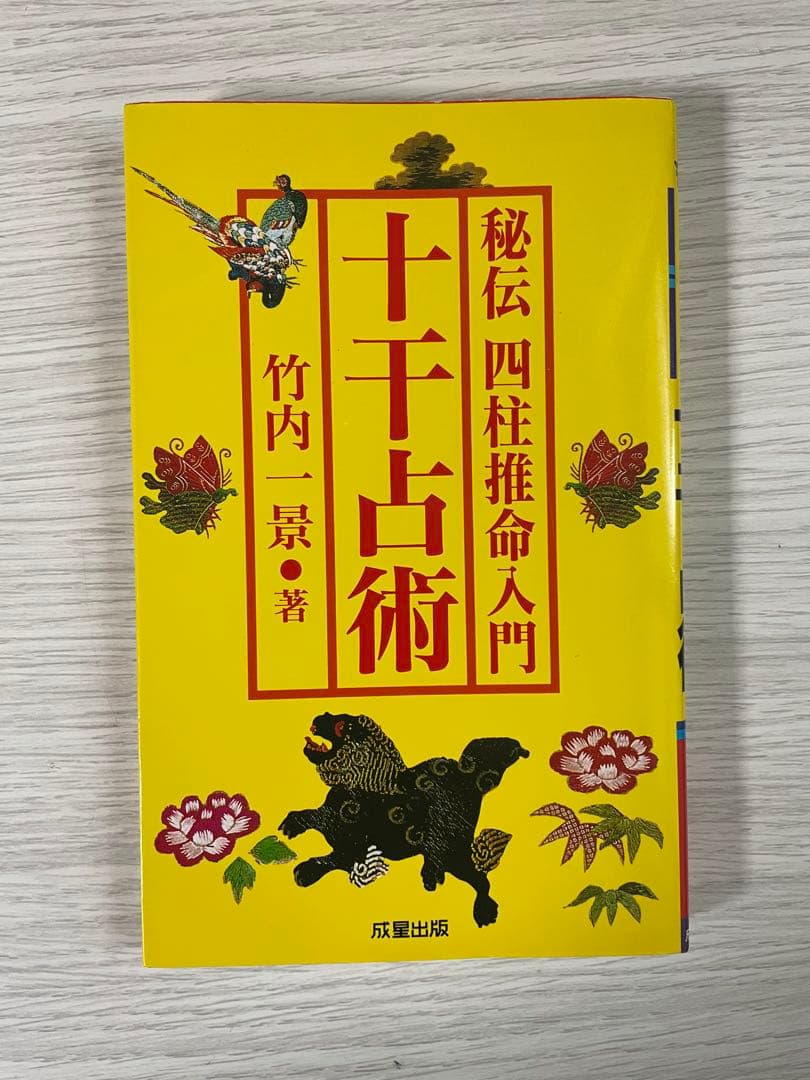 秘伝 四柱推命入門
十干占術
竹内一景●著
成星出版